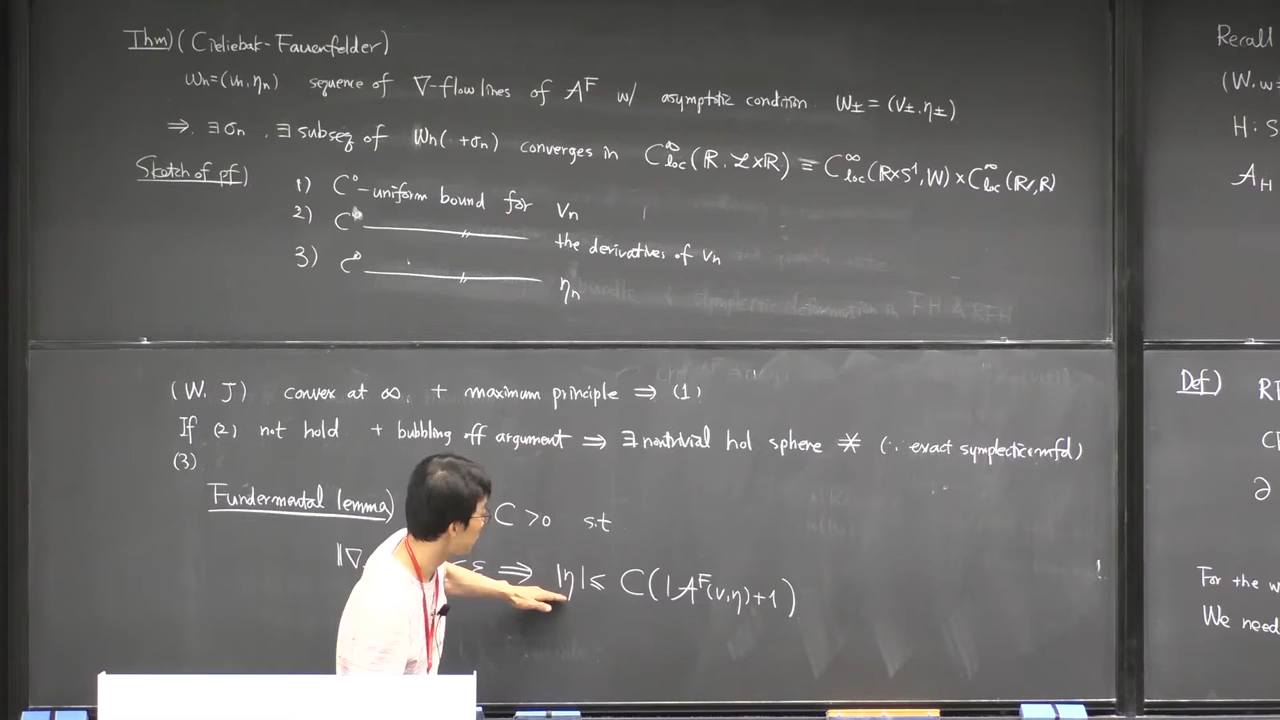 Thm) (Cieliebak-Frauenfelder)
wn=(vn,ηn) sequence of ∇-flow lines of A^F w/ asymptotic condition W± = (V±,η±)
⇒ ∃σn, ∃subseq of Wn(·+σn) converges in C^∞_loc(ℝ, ℒ×ℝ) ≡ C^∞_loc(ℝ×S¹,W)×C^∞_loc(ℝ,ℝ)
Sketch of pf)
1) C⁰-uniform bound for vn
2) C⁰ ——〃—— the derivatives of vn
3) C⁰ ——〃—— ηn
(W, J) convex at ∞. + maximum principle ⇒ (1)
If (2) not hold + bubbling off argument ⇒ ∃nontrivial hol sphere ※ (∵ exact symplectic mfd)
(3)
Fundermental lemma) C >0 s.t
‖∇ <ε ⇒ |η| ≤ C(|A^F(v,η)+1)
Recall
(W.w=
H: S
A_H
Def) RF
CF
∂
For the w
We need